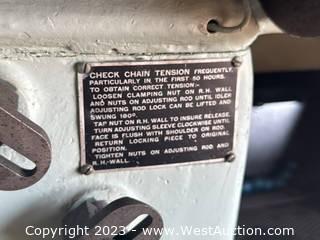 CHECK CHAIN TENSION FREQUENTLY,
PARTICULARLY IN THE FIRST 50 HOURS.
TO OBTAIN CORRECT TENSION—
LOOSEN CLAMPING NUT ON R.H. WALL
AND NUTS ON ADJUSTING ROD UNTIL IDLER
ADJUSTING ROD LOCK CAN BE LIFTED AND
SWUNG 180°.
TAP NUT ON R.H. WALL TO INSURE RELEASE.
TURN ADJUSTING SLEEVE CLOCKWISE UNTIL
FACE IS FLUSH WITH SHOULDER ON ROD.
RETURN LOCKING PIECE TO ORIGINAL
POSITION.
TIGHTEN NUTS ON ADJUSTING ROD AND
R.H. WALL.
Copyright 2023 - www.bidspotter.com